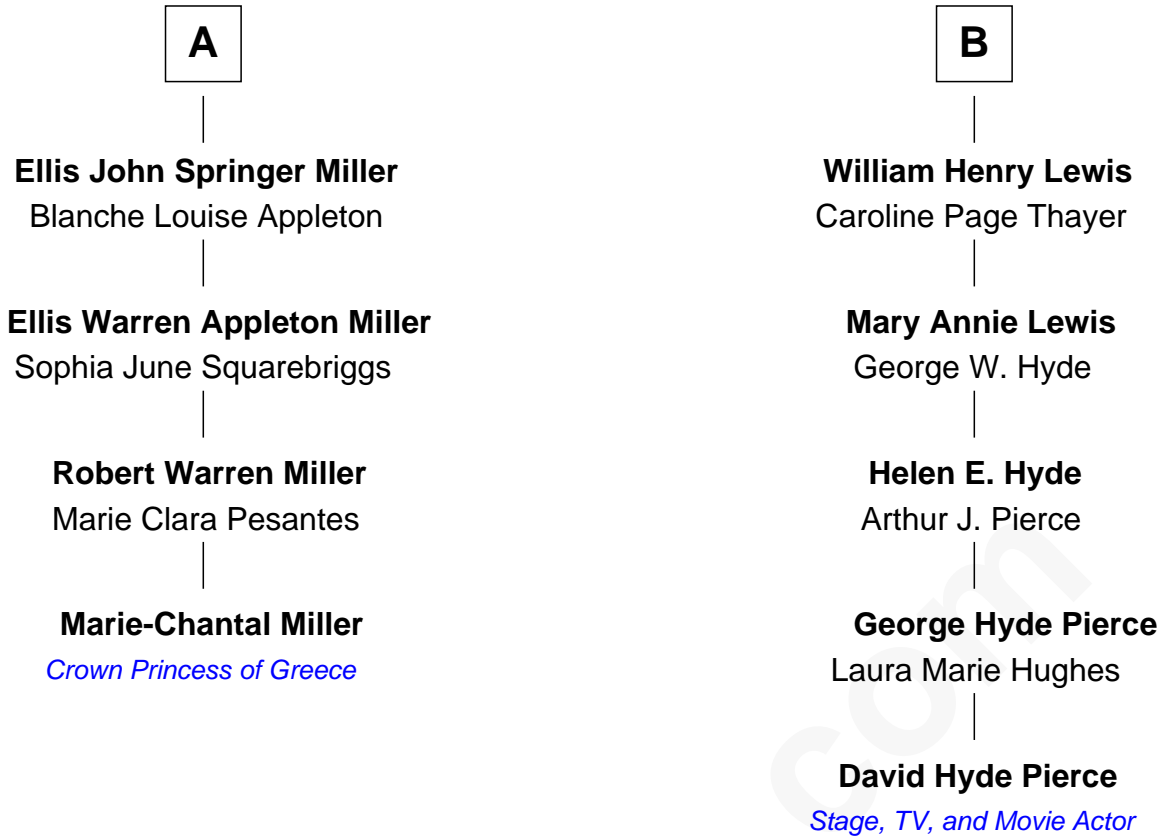 A
Ellis John Springer Miller
Blanche Louise Appleton
Ellis Warren Appleton Miller
Sophia June Squarebriggs
Robert Warren Miller
Marie Clara Pesantes
Marie-Chantal Miller
Crown Princess of Greece
B
William Henry Lewis
Caroline Page Thayer
Mary Annie Lewis
George W. Hyde
Helen E. Hyde
Arthur J. Pierce
George Hyde Pierce
Laura Marie Hughes
David Hyde Pierce
Stage, TV, and Movie Actor
com